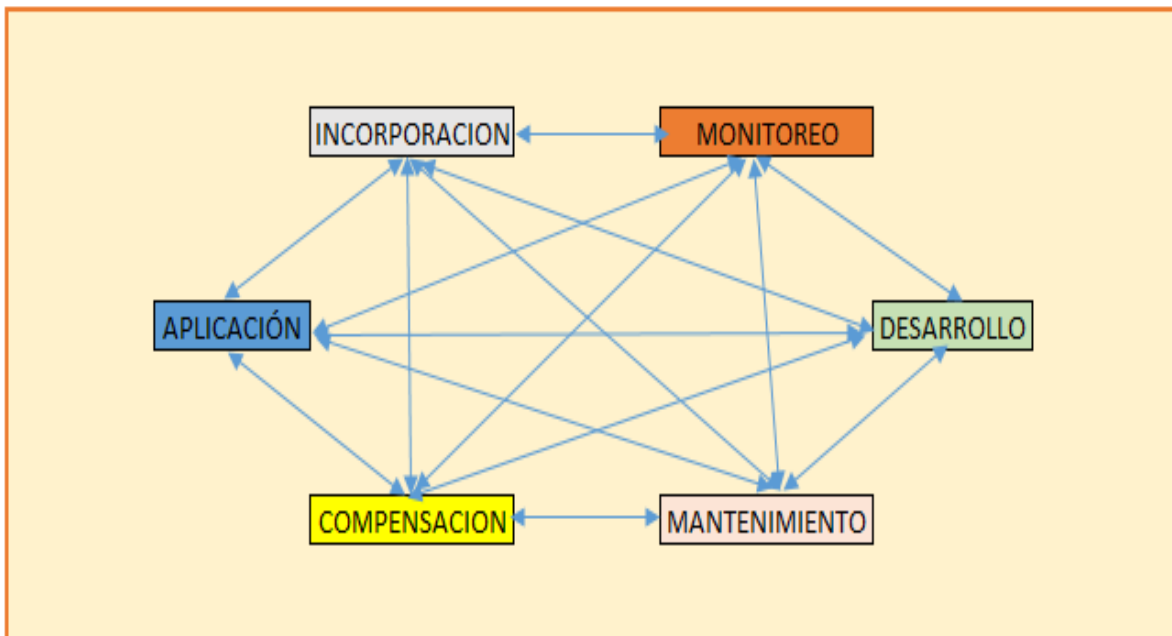 INCORPORACION
MONITOREO
APLICACIÓN
DESARROLLO
COMPENSACION
MANTENIMIENTO